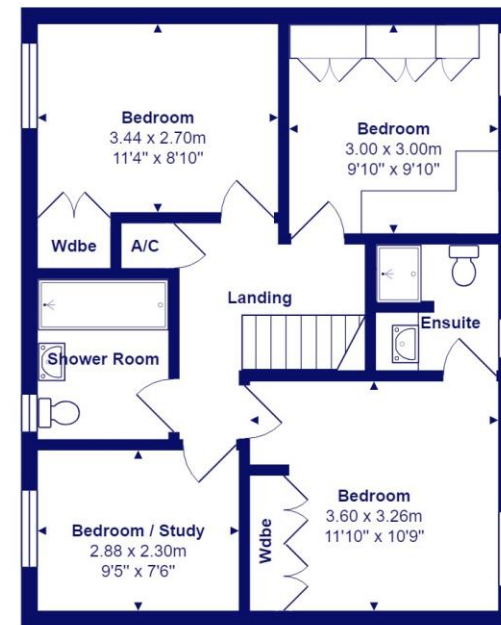 Bedroom
3.44 x 2.70m
11'4" x 8'10"
Bedroom
3.00 x 3.00m
9'10" x 9'10"
Wdbe
A/C
Landing
Ensuite
Shower Room
Bedroom / Study
2.88 x 2.30m
9'5" x 7'6"
Wdbe
Bedroom
3.60 x 3.26m
11'10" x 10'9"